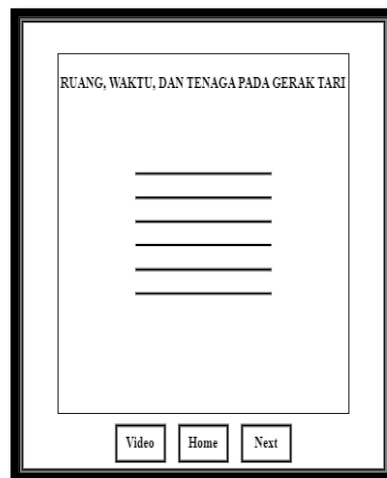 RUANG, WAKTU, DAN TENAGA PADA GERAK TARI
Video
Home
Next